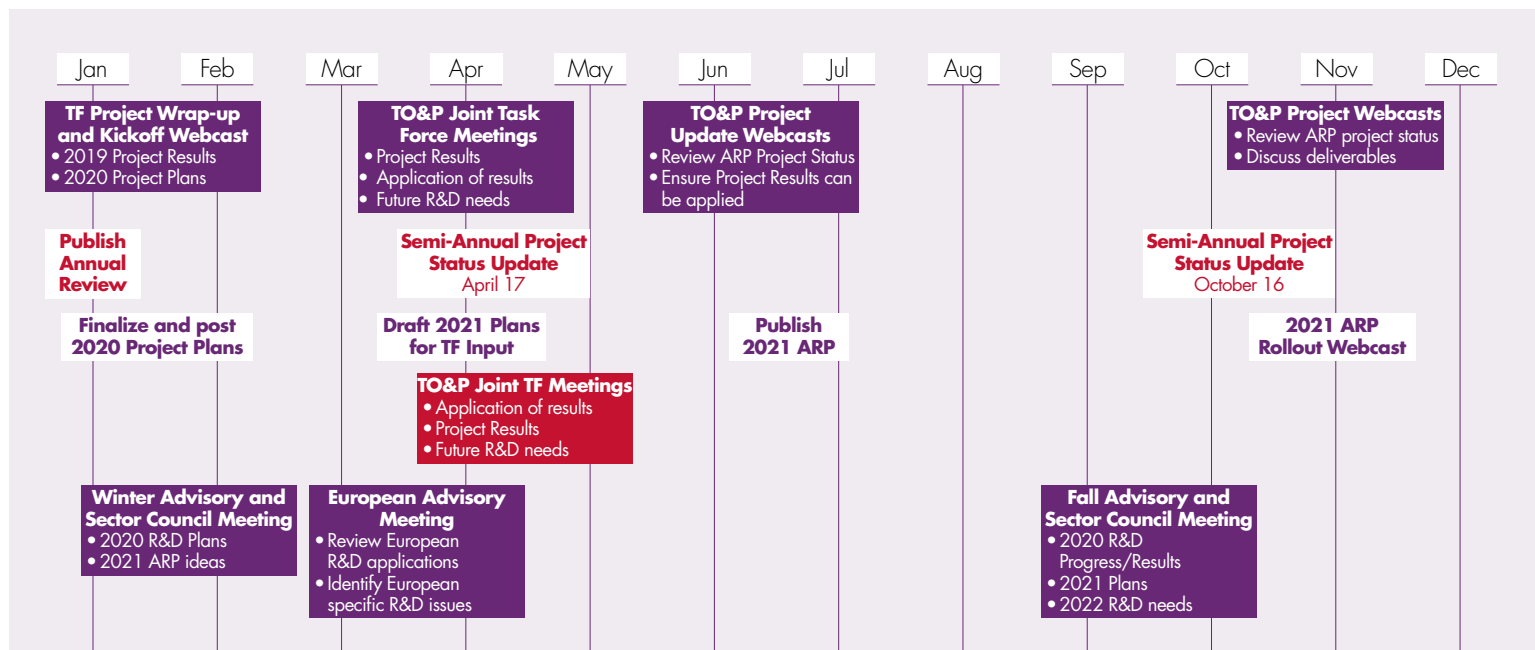 Jan Feb Mar Apr May Jun Jul Aug Sep Oct Nov Dec
TF Project Wrap-up
and Kickoff Webcast
• 2019 Project Results
• 2020 Project Plans
TO&P Joint Task
Force Meetings
• Project Results
• Application of results
• Future R&D needs
TO&P Project
Update Webcasts
• Review ARP Project Status
• Ensure Project Results can
be applied
TO&P Project Webcasts
• Review ARP project status
• Discuss deliverables
Publish
Annual
Review
Semi-Annual Project
Status Update
April 17
Semi-Annual Project
Status Update
October 16
Finalize and post
2020 Project Plans
Draft 2021 Plans
for TF Input
Publish
2021 ARP
2021 ARP
Rollout Webcast
TO&P Joint TF Meetings
• Application of results
• Project Results
• Future R&D needs
Winter Advisory and
Sector Council Meeting
• 2020 R&D Plans
• 2021 ARP ideas
European Advisory
Meeting
• Review European
R&D applications
• Identify European
specific R&D issues
Fall Advisory and
Sector Council Meeting
• 2020 R&D
Progress/Results
• 2021 Plans
• 2022 R&D needs